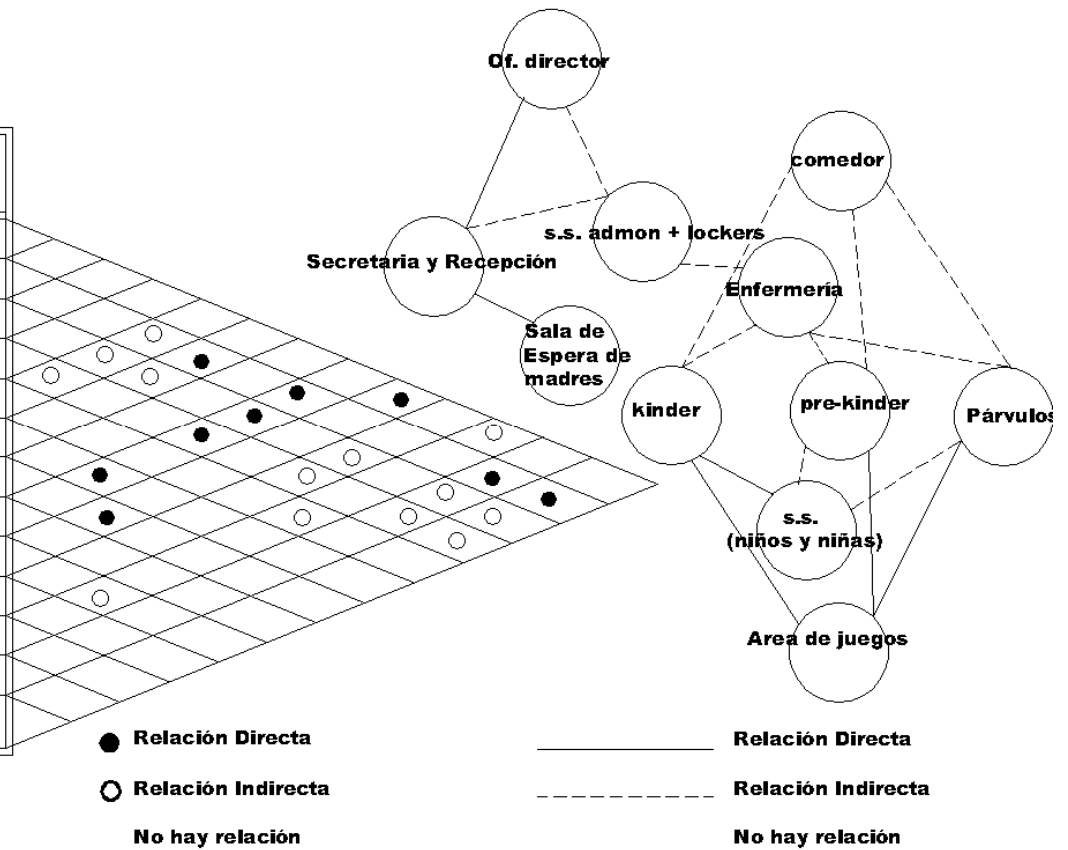 Of. director
comedor
s.s. admon + lockers
Secretaria y Recepción
Enfermería
Sala de
Espera de
madres
kinder
pre-kinder
Párvulos
s.s.
(niños y niñas)
Area de juegos
Relación Directa
Relación Directa
Relación Indirecta
Relación Indirecta
No hay relación
No hay relación